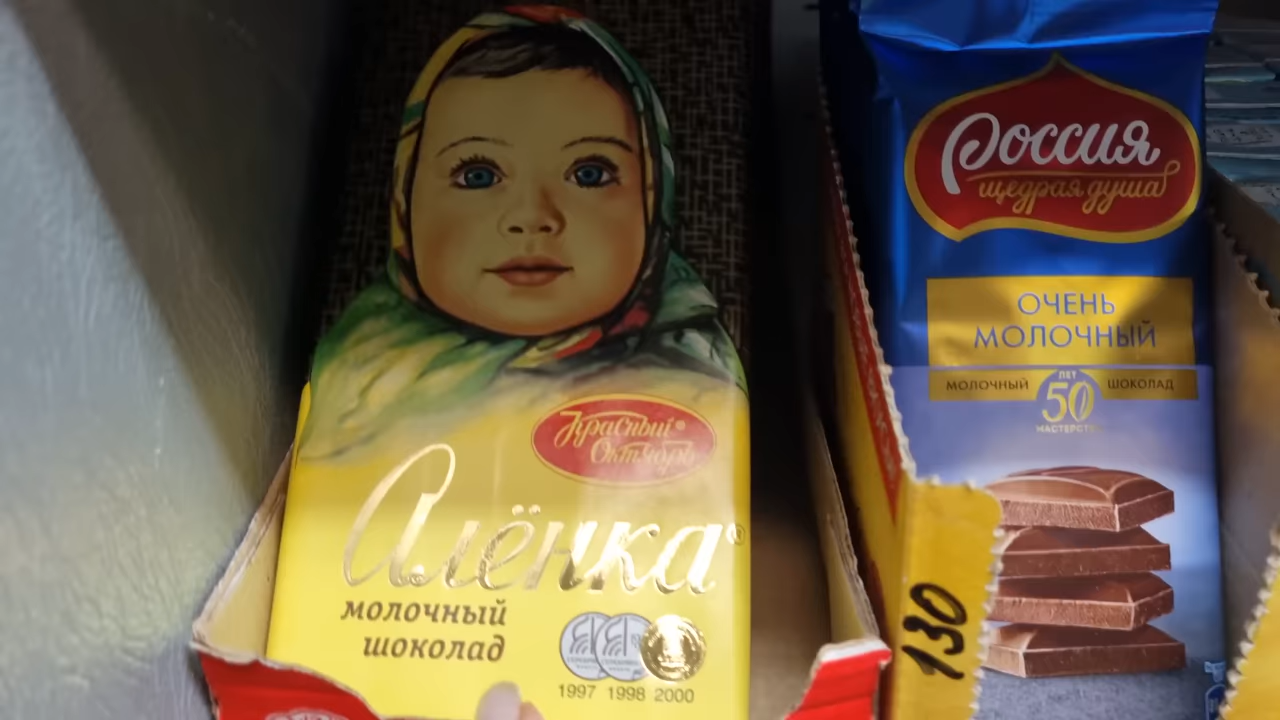 Красный
Октябрь
Алёнка®
молочный
шоколад
1997 1998 2000
Россия
щедрая душа
ОЧЕНЬ
МОЛОЧНЫЙ
МОЛОЧНЫЙ ЛЕТ 50 ШОКОЛАД
МАСТЕРСТВА
130